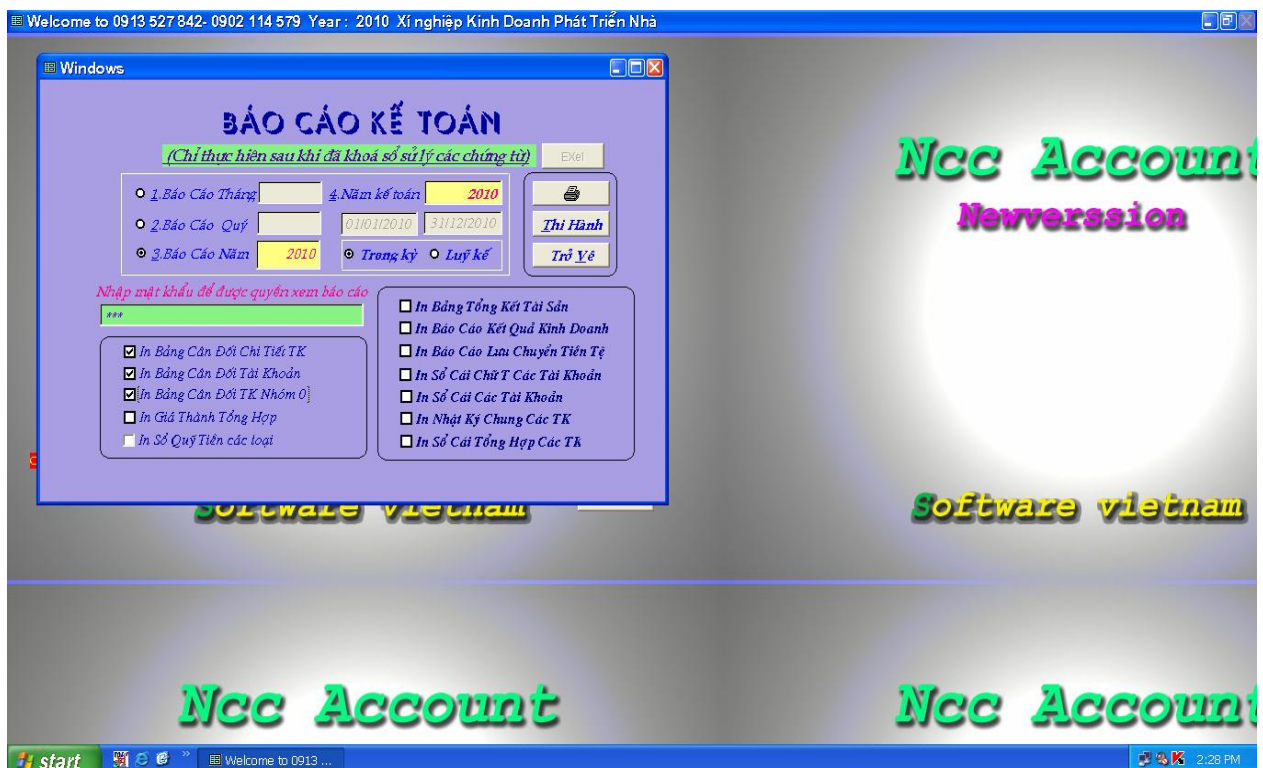 Welcome to 0913 527 842- 0902 114 579 Year : 2010 Xí nghiệp Kinh Doanh Phát Triển Nhà
Windows
BÁO CÁO KẾ TOÁN
(Chỉ thực hiên sau khi đã khoá sổ sử lý các chứng từ)
EXel
1.Báo Cáo Tháng
4.Năm kế toán 2010
2.Báo Cáo Quý
01/01/2010 31/12/2010
Thi Hành
3.Báo Cáo Năm 2010
Trong kỳ Luỹ kế
Trở Vê
Nhập mật khẩu để được quyền xem báo cáo
***
In Bảng Cân Đối Chi Tiết TK
In Bảng Cân Đối Tài Khoản
In Bảng Cân Đối TK Nhóm 0
In Giá Thành Tổng Hợp
In Sổ Quỹ Tiền các loại
In Bảng Tổng Kết Tài Sản
In Báo Cáo Kết Quả Kinh Doanh
In Báo Cáo Lưu Chuyển Tiền Tệ
In Sổ Cái Chữ T Các Tài Khoản
In Sổ Cái Các Tài Khoản
In Nhật Ký Chung Các TK
In Sổ Cái Tổng Hợp Các TK
Ncc Account
Newverssion
Software vietnam
Software vietnam
Ncc Account
Ncc Account
start
Welcome to 0913 ...
2:28 PM